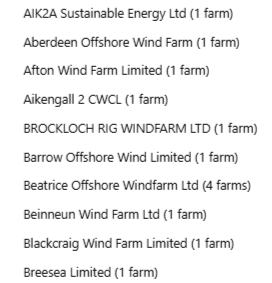 AIK2A Sustainable Energy Ltd (1 farm)
Aberdeen Offshore Wind Farm (1 farm)
Afton Wind Farm Limited (1 farm)
Aikengall 2 CWCL (1 farm)
BROCKLOCH RIG WINDFARM LTD (1 farm)
Barrow Offshore Wind Limited (1 farm)
Beatrice Offshore Windfarm Ltd (4 farms)
Beinneun Wind Farm Ltd (1 farm)
Blackcraig Wind Farm Limited (1 farm)
Breesea Limited (1 farm)